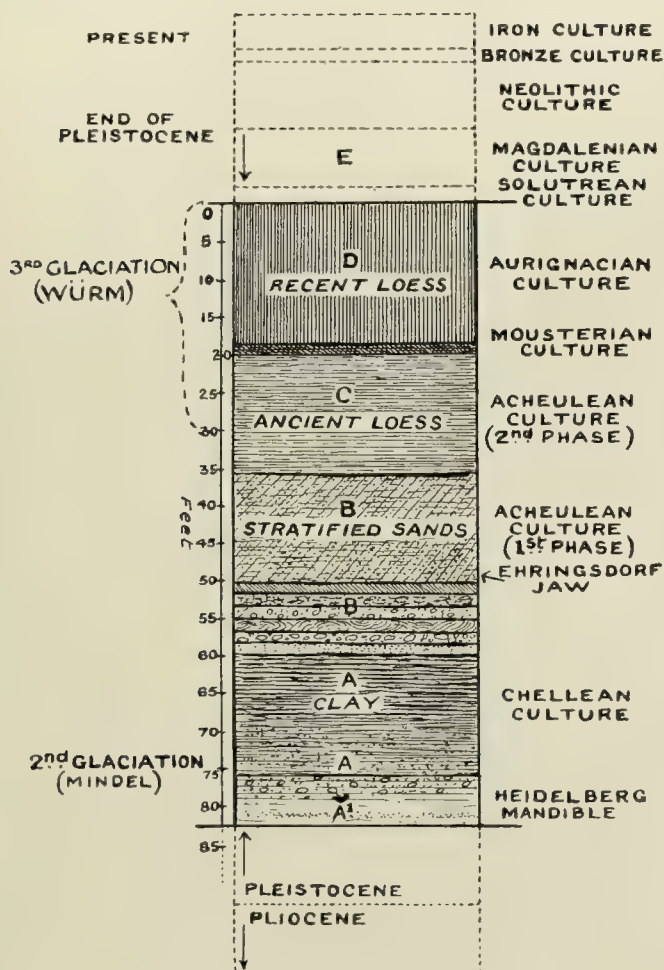 PRESENT
IRON CULTURE
BRONZE CULTURE
NEOLITHIC
CULTURE
END OF
PLEISTOCENE
E
MAGDALENIAN
CULTURE
SOLUTREAN
CULTURE
0
5
10
15
20
25
30
35
40
45
50
55
60
65
70
75
80
85
Feet
3RD GLACIATION
(WÜRM)
D
RECENT LOESS
AURIGNACIAN
CULTURE
MOUSTERIAN
CULTURE
C
ANCIENT LOESS
ACHEULEAN
CULTURE
(2nd PHASE)
B
STRATIFIED SANDS
ACHEULEAN
CULTURE
(1st PHASE)
EHRINGSDORF
JAW
B
A
CLAY
CHELLEAN
CULTURE
2nd GLACIATION
(MINDEL)
A
A1
HEIDELBERG
MANDIBLE
PLEISTOCENE
PLIOCENE